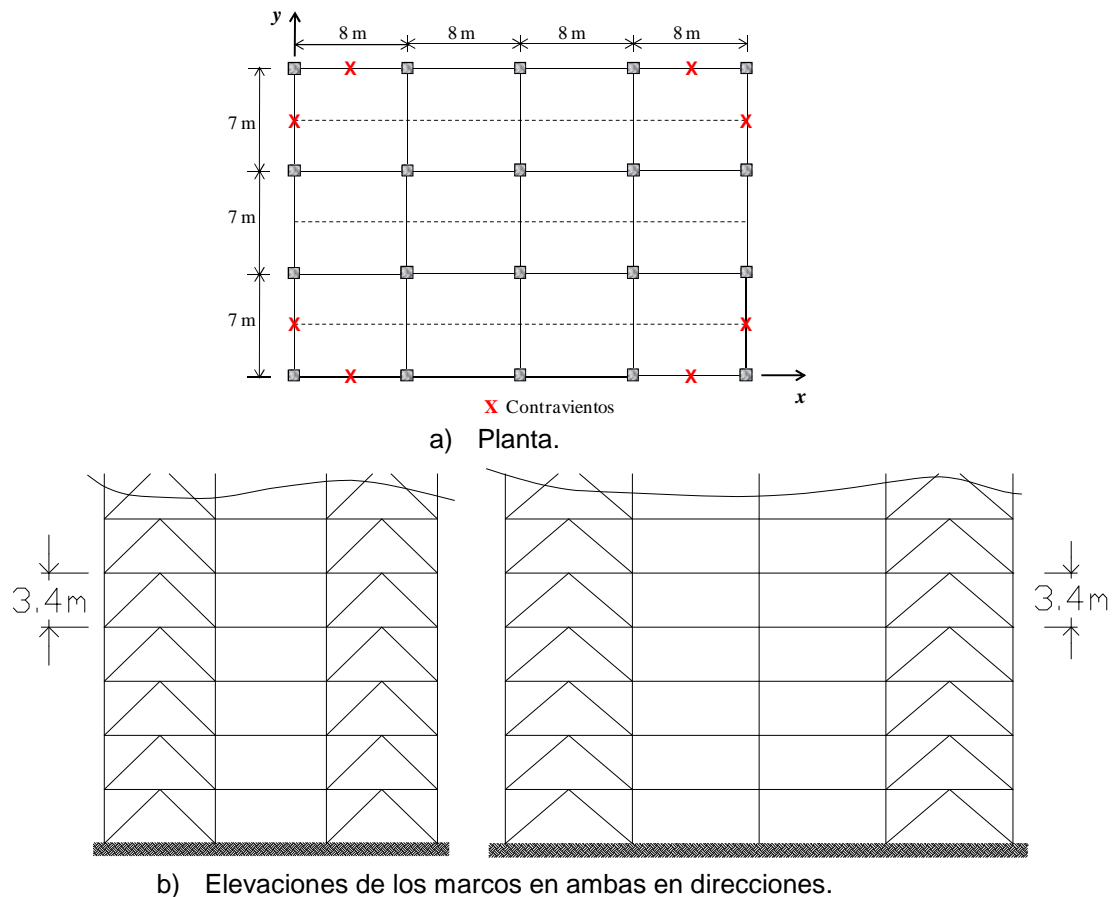 y
8 m 8 m 8 m 8 m
X X
7 m
X X
7 m
7 m
X X
X X
x
X Contravientos
a) Planta.
3.4m 3.4m
b) Elevaciones de los marcos en ambas en direcciones.